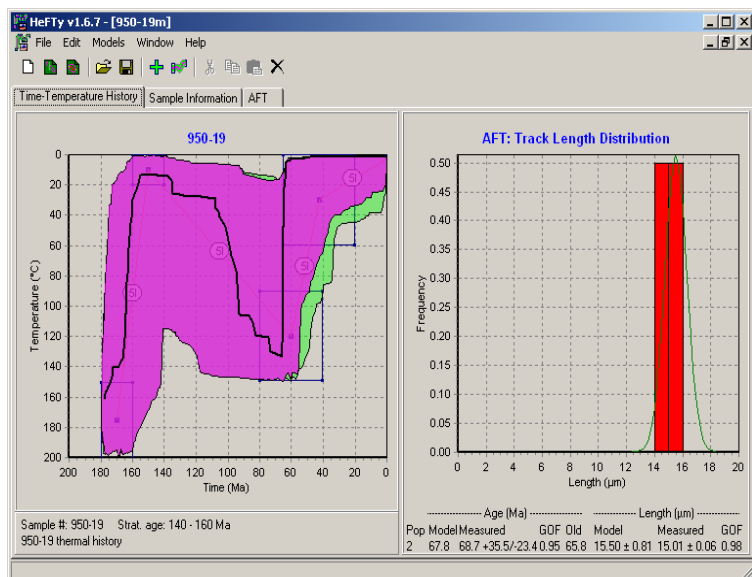 HeFTy v1.6.7 - [950-19m]
File Edit Models Window Help
Time-Temperature History Sample Information AFT
950-19
Temperature (°C)
0
20
40
60
80
100
120
140
160
180
200
5I
5I
5I
5I
200 180 160 140 120 100 80 60 40 20 0
Time (Ma)
Sample #: 950-19 Strat. age: 140 - 160 Ma
950-19 thermal history
AFT: Track Length Distribution
Frequency
0.50
0.45
0.40
0.35
0.30
0.25
0.20
0.15
0.10
0.05
0.00
0 2 4 6 8 10 12 14 16 18 20
Length (µm)
Age (Ma) Length (µm)
Pop Model Measured GOF Old Model Measured GOF
2 67.8 68.7 +35.5/-23.4 0.95 65.8 15.50 ± 0.81 15.01 ± 0.06 0.98